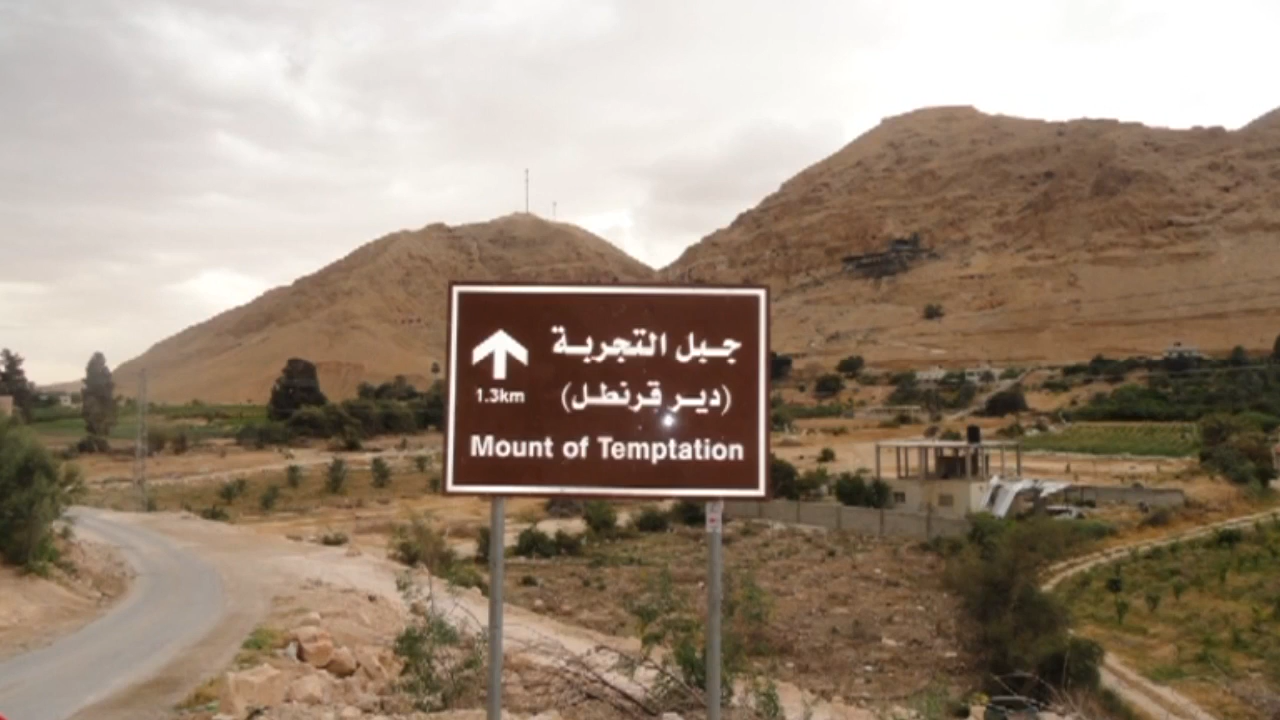 جبل التجربة
1.3km
(دير قرنطل)
Mount of Temptation